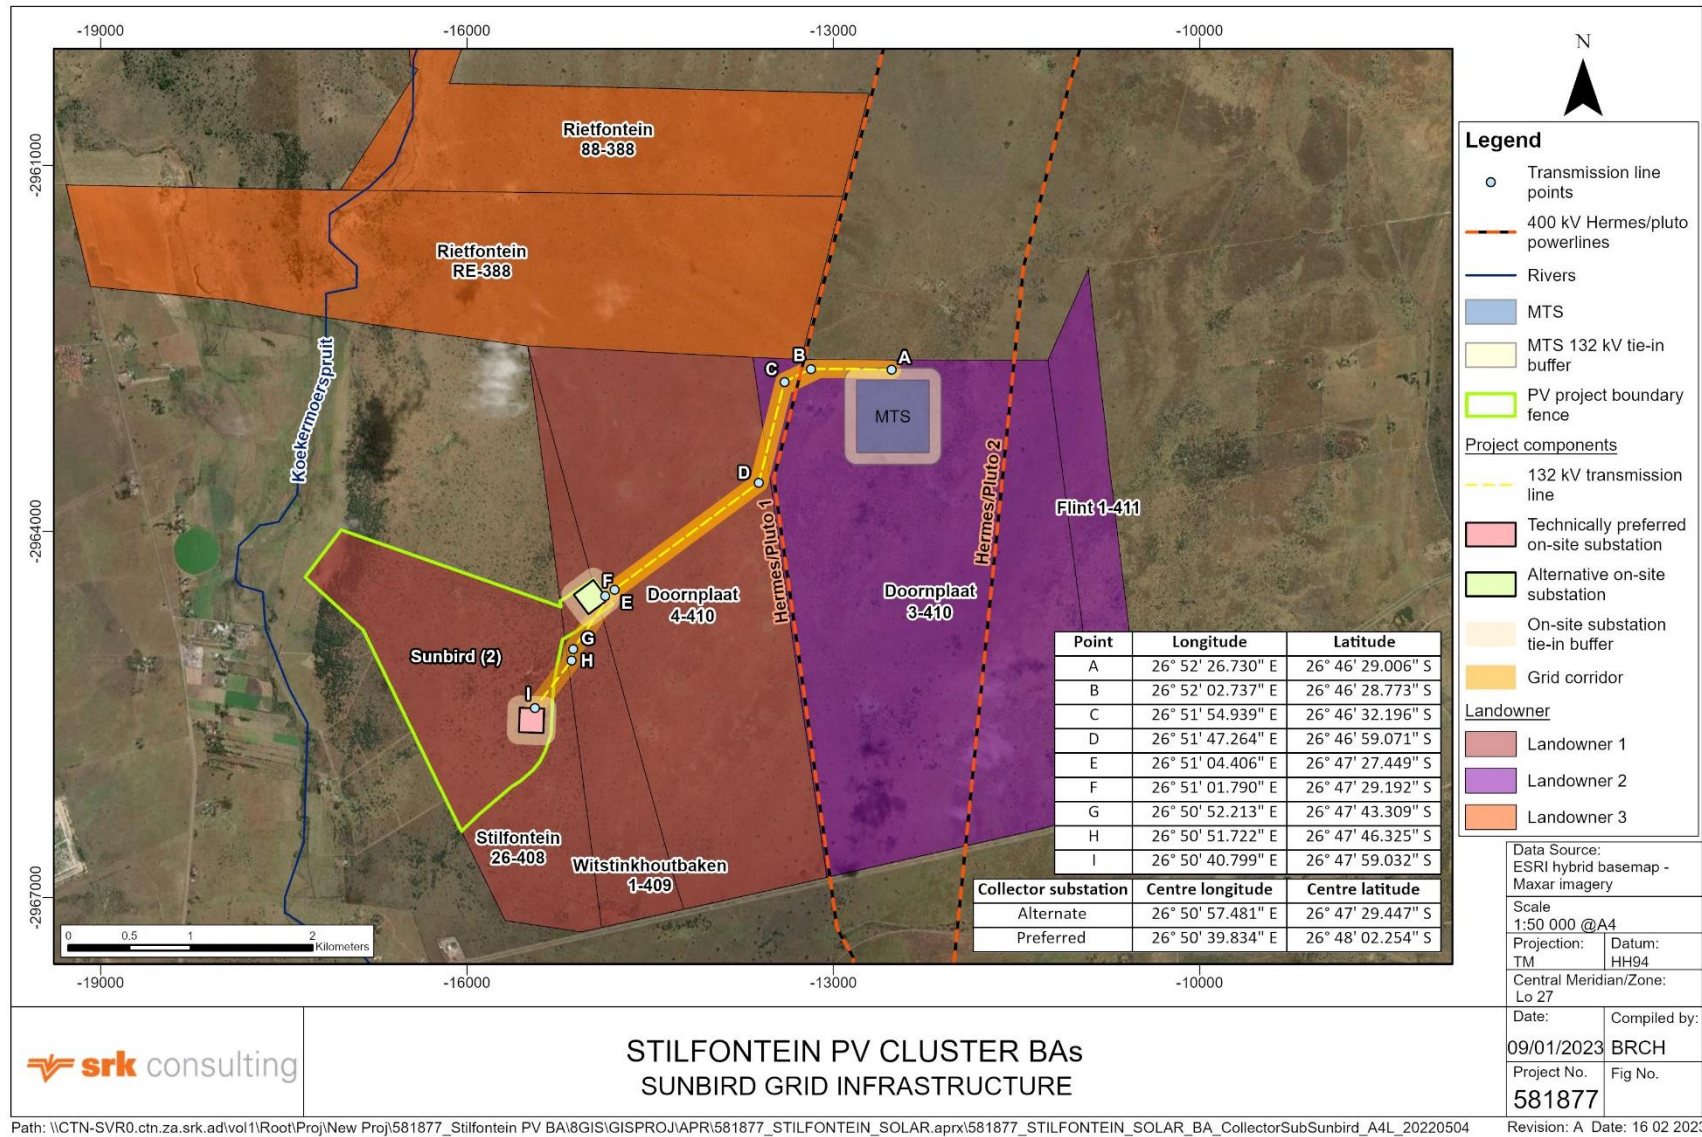 -19000
-16000
-13000
-10000
-2961000
-2964000
-2967000
Rietfontein
88-388
Rietfontein
RE-388
Koekermoerspruit
B
A
C
MTS
D
Hermes/Pluto 1
Hermes/Pluto 2
Flint 1-411
F
E
Doornplaat
4-410
Doornplaat
3-410
G
H
Sunbird (2)
I
Stilfontein
26-408
Witstinkhoutbaken
1-409
Point Longitude Latitude
A 26° 52' 26.730" E 26° 46' 29.006" S
B 26° 52' 02.737" E 26° 46' 28.773" S
C 26° 51' 54.939" E 26° 46' 32.196" S
D 26° 51' 47.264" E 26° 46' 59.071" S
E 26° 51' 04.406" E 26° 47' 27.449" S
F 26° 51' 01.790" E 26° 47' 29.192" S
G 26° 50' 52.213" E 26° 47' 43.309" S
H 26° 50' 51.722" E 26° 47' 46.325" S
I 26° 50' 40.799" E 26° 47' 59.032" S
Collector substation Centre longitude Centre latitude
Alternate 26° 50' 57.481" E 26° 47' 29.447" S
Preferred 26° 50' 39.834" E 26° 48' 02.254" S
0 0.5 1 2
Kilometers
-19000
-16000
-13000
-10000
N
Legend
Transmission line
points
400 kV Hermes/pluto
powerlines
Rivers
MTS
MTS 132 kV tie-in
buffer
PV project boundary
fence
Project components
132 kV transmission
line
Technically preferred
on-site substation
Alternative on-site
substation
On-site substation
tie-in buffer
Grid corridor
Landowner
Landowner 1
Landowner 2
Landowner 3
Data Source:
ESRI hybrid basemap -
Maxar imagery
Scale
1:50 000 @A4
Projection: Datum:
TM HH94
Central Meridian/Zone:
Lo 27
Date: Compiled by:
09/01/2023 BRCH
Project No. Fig No.
581877
srk consulting
STILFONTEIN PV CLUSTER BAs
SUNBIRD GRID INFRASTRUCTURE
Path: \\CTN-SVR0.ctn.za.srk.ad\vol1\Root\Proj\New Proj\581877_Stilfontein PV BA\8GIS\GISPROJ\APR\581877_STILFONTEIN_SOLAR.aprx\581877_STILFONTEIN_SOLAR_BA_CollectorSubSunbird_A4L_20220504
Revision: A Date: 16 02 202